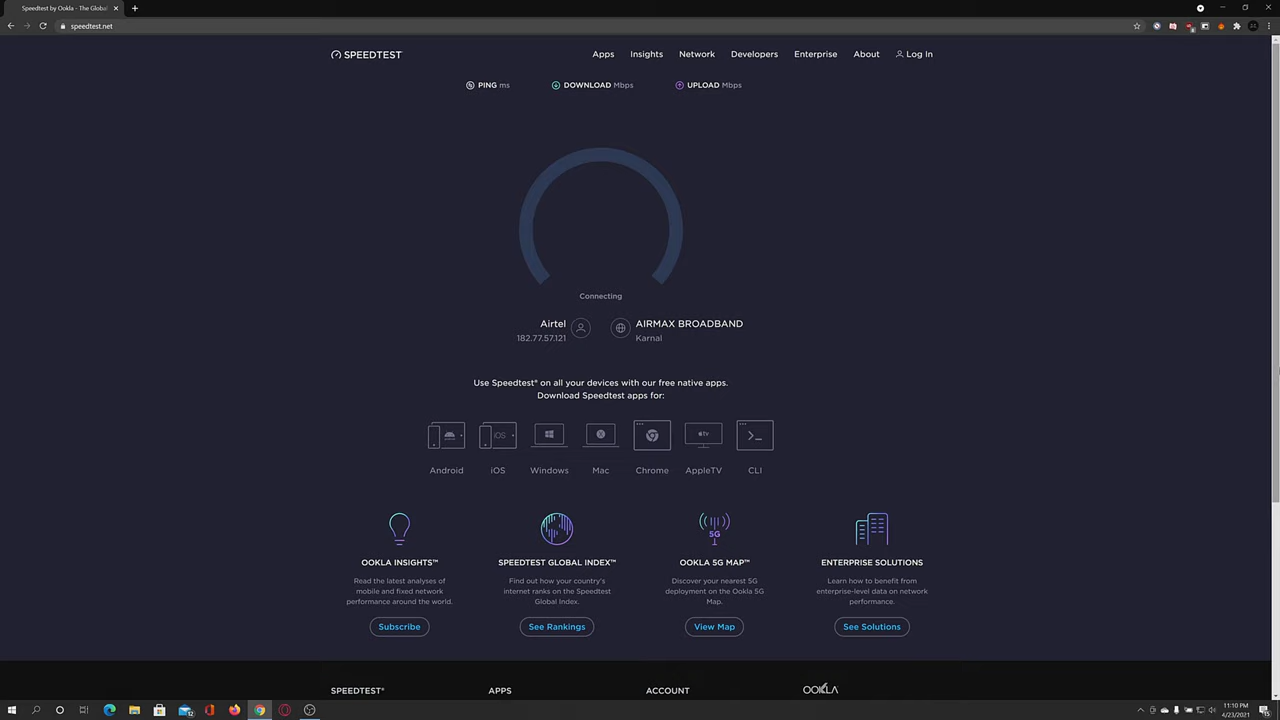 Speedtest by Ookla - The Global
speedtest.net
SPEEDTEST
Apps
Insights
Network
Developers
Enterprise
About
Log In
PING ms
DOWNLOAD Mbps
UPLOAD Mbps
Connecting
Airtel
182.77.57.121
AIRMAX BROADBAND
Karnal
Use Speedtest® on all your devices with our free native apps.
Download Speedtest apps for:
iOS
tv
Android
iOS
Windows
Mac
Chrome
AppleTV
CLI
5G
OOKLA INSIGHTS™
Read the latest analyses of
mobile and fixed network
performance around the world.
Subscribe
SPEEDTEST GLOBAL INDEX™
Find out how your country's
internet ranks on the Speedtest
Global Index.
See Rankings
OOKLA 5G MAP™
Discover your nearest 5G
deployment on the Ookla 5G
Map.
View Map
ENTERPRISE SOLUTIONS
Learn how to benefit from
enterprise-level data on network
performance.
See Solutions
SPEEDTEST®
APPS
ACCOUNT
OOKLA
12
11:10 PM
4/23/2021